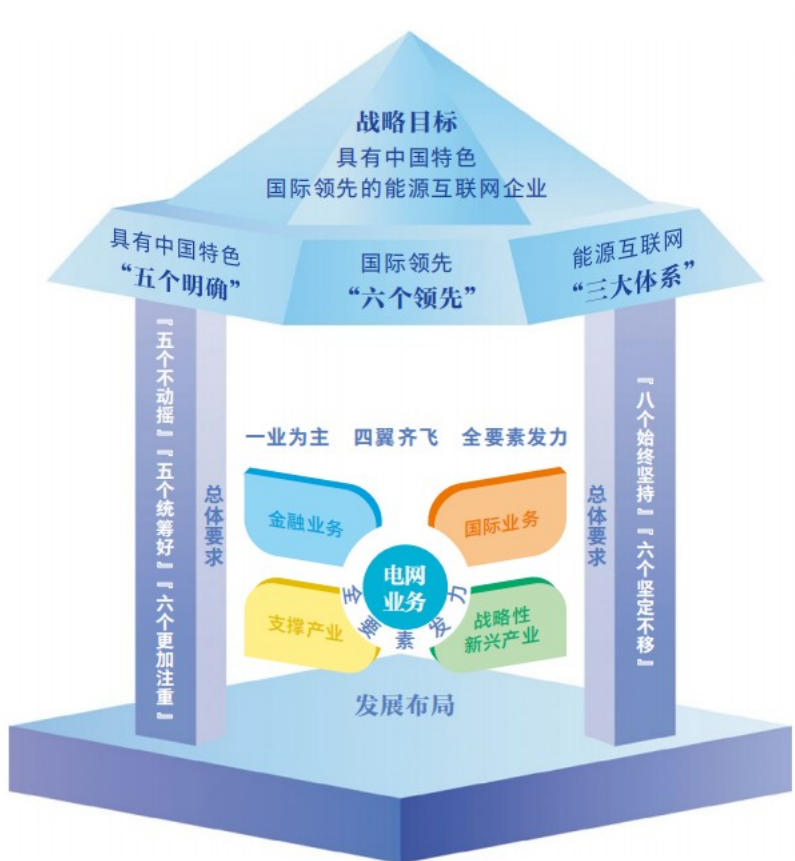 战略目标
具有中国特色
国际领先的能源互联网企业
具有中国特色
“五个明确”
国际领先
“六个领先”
能源互联网
“三大体系”
『五个不动摇』『五个统筹好』『六个更加注重』
总体要求
一业为主 四翼齐飞 全要素发力
金融业务
国际业务
电网
业务
全要素发力
支撑产业
战略性
新兴产业
总体要求
『八个始终坚持』『六个坚定不移』
发展布局